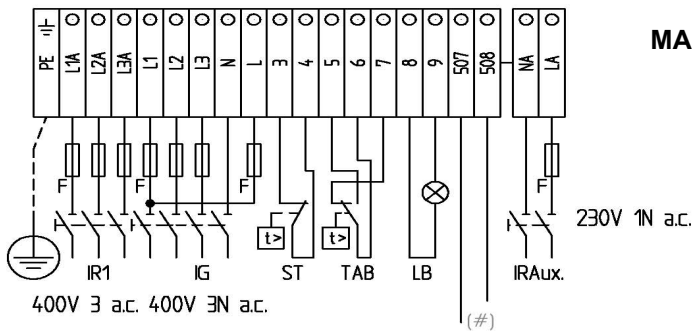 MA
PE L1A L2A L3A L1 L2 L3 N L 3 4 5 6 7 8 9 507 508 NA LA
F F F F
t> t>
230V 1N a.c.
IR1 IG ST TAB LB IRAux.
400V 3 a.c. 400V 3N a.c.
(#)